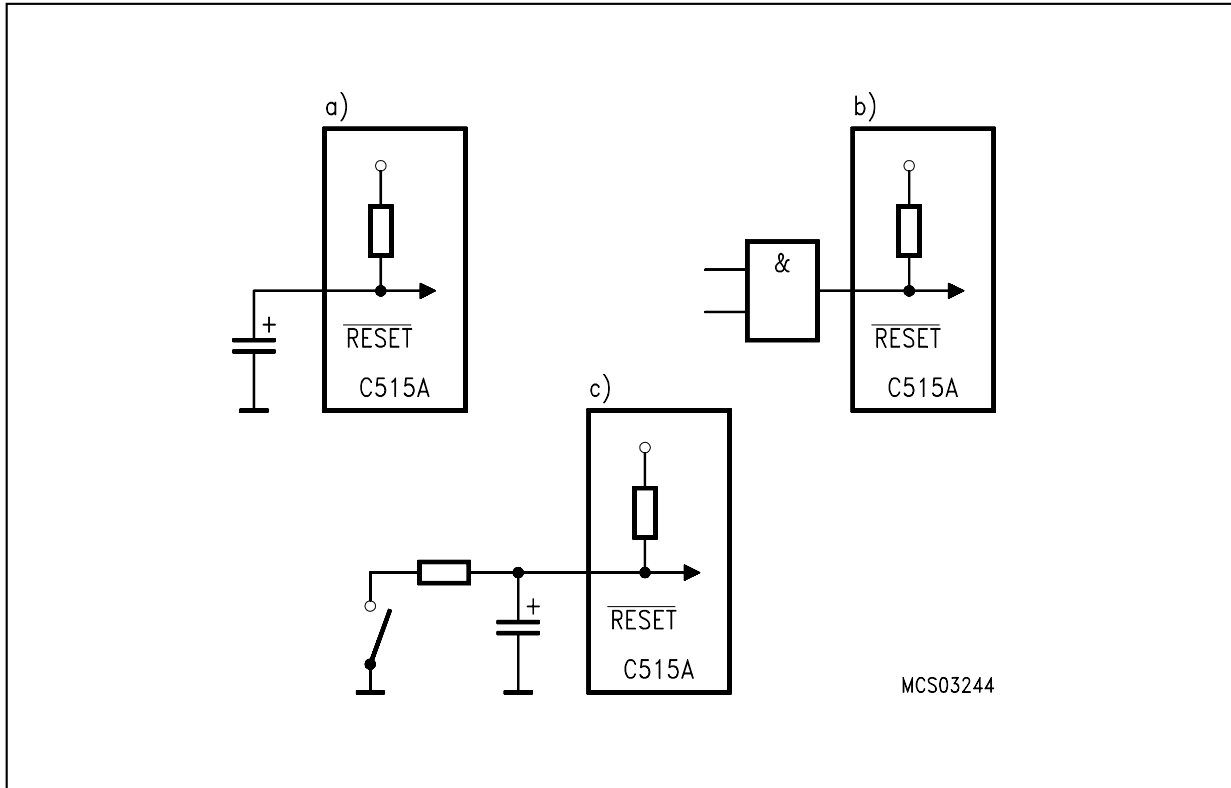 a)
+
RESET
C515A
b)
&
RESET
C515A
c)
+
RESET
C515A
MCS03244